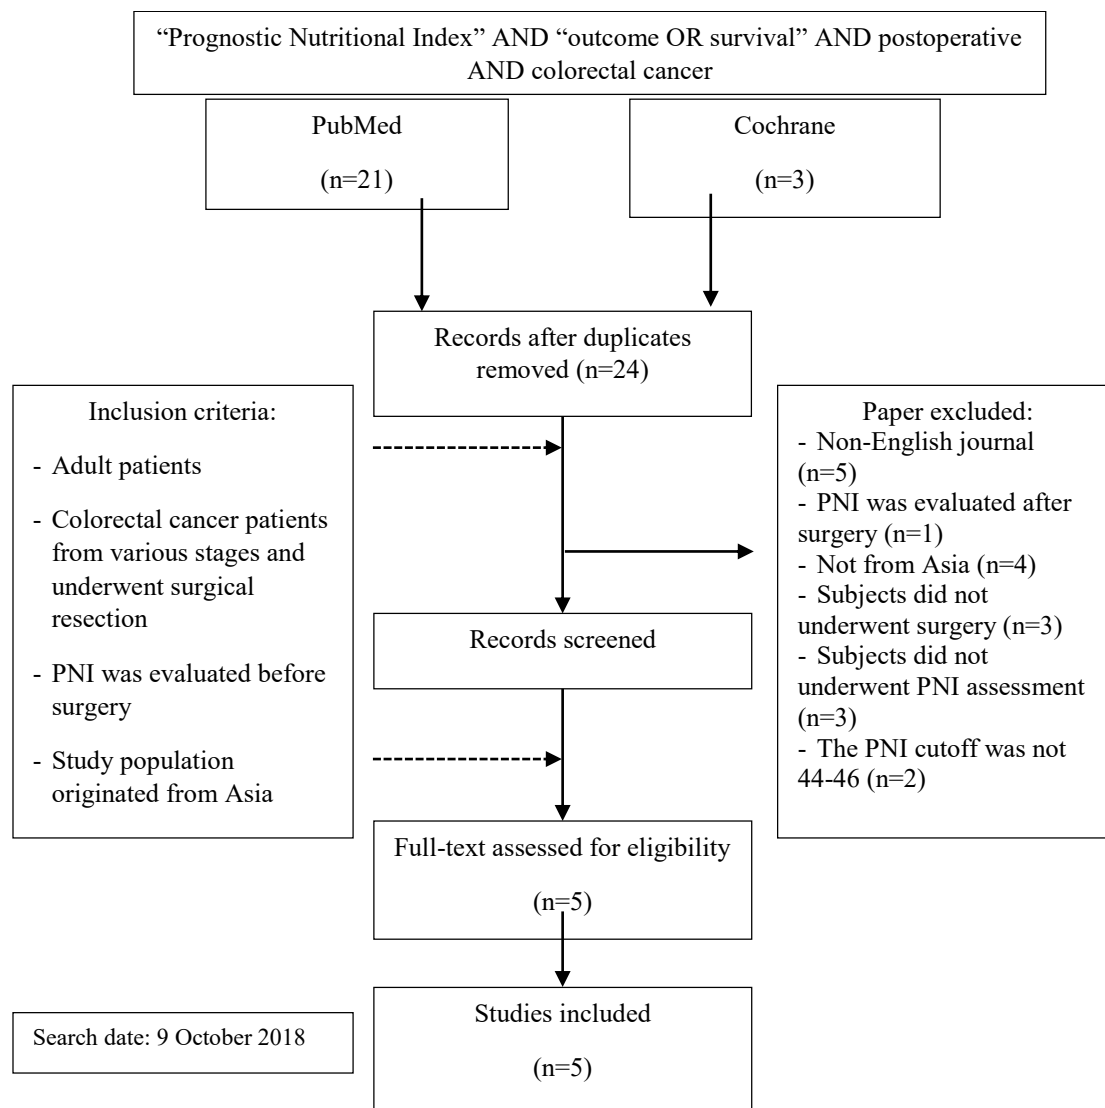 “Prognostic Nutritional Index” AND “outcome OR survival” AND postoperative
AND colorectal cancer
PubMed
(n=21)
Cochrane
(n=3)
Records after duplicates
removed (n=24)
Inclusion criteria:
- Adult patients
- Colorectal cancer patients
from various stages and
underwent surgical
resection
- PNI was evaluated before
surgery
- Study population
originated from Asia
Paper excluded:
- Non-English journal
(n=5)
- PNI was evaluated after
surgery (n=1)
- Not from Asia (n=4)
- Subjects did not
underwent surgery (n=3)
- Subjects did not
underwent PNI assessment
(n=3)
- The PNI cutoff was not
44-46 (n=2)
Records screened
Full-text assessed for eligibility
(n=5)
Studies included
(n=5)
Search date: 9 October 2018